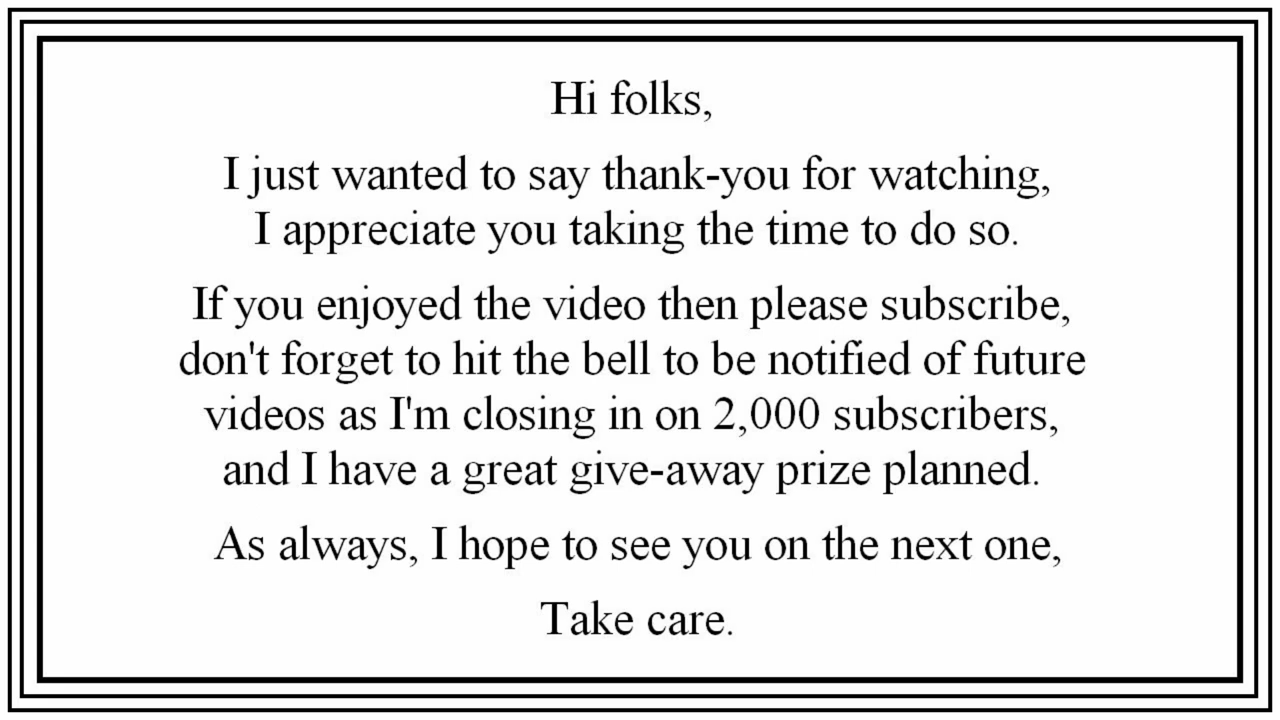 Hi folks,
I just wanted to say thank-you for watching,
I appreciate you taking the time to do so.
If you enjoyed the video then please subscribe,
don't forget to hit the bell to be notified of future
videos as I'm closing in on 2,000 subscribers,
and I have a great give-away prize planned.
As always, I hope to see you on the next one,
Take care.